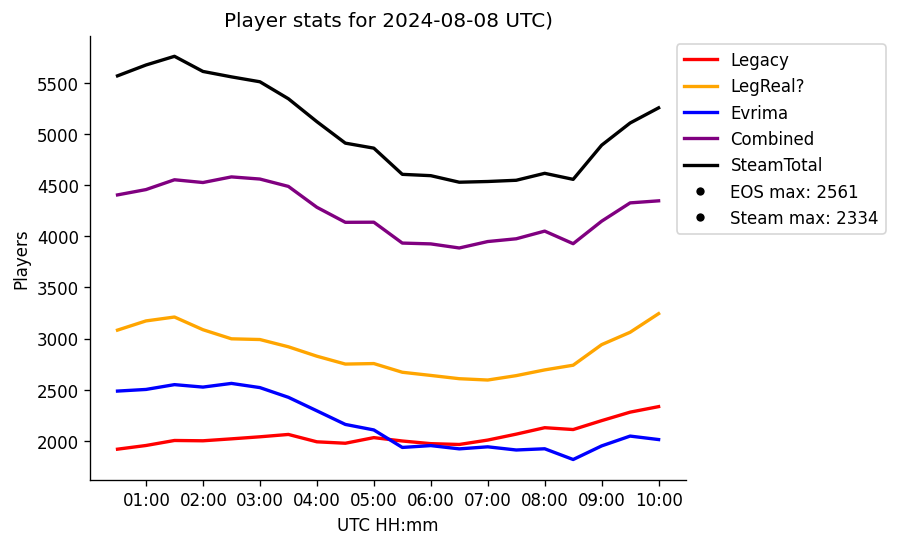 Player stats for 2024-08-08 UTC)
Players
5500
5000
4500
4000
3500
3000
2500
2000
01:00 02:00 03:00 04:00 05:00 06:00 07:00 08:00 09:00 10:00
UTC HH:mm
Legacy
LegReal?
Evrima
Combined
SteamTotal
EOS max: 2561
Steam max: 2334